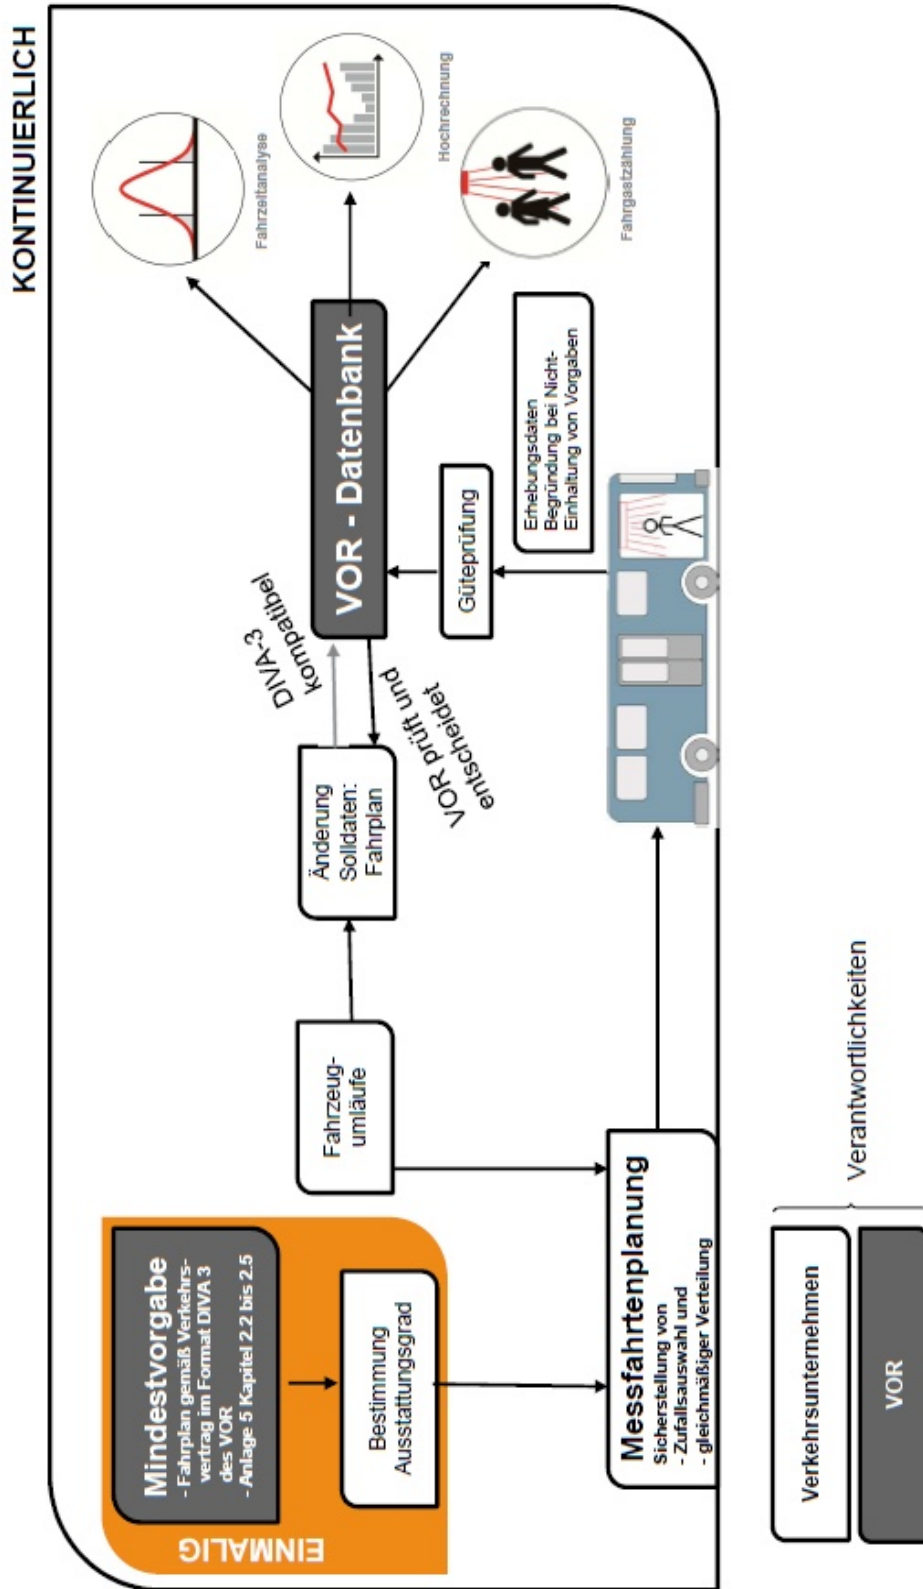 KONTINUIERLICH
EINMALIG
Mindestvorgabe
- Fahrplan gemäß Verkehrs-
vertrag im Format DIVA 3
des VOR
- Anlage 5 Kapitel 2.2 bis 2.5
Bestimmung
Ausstattungsgrad
Fahrzeug-
umläufe
Änderung
Solldaten:
Fahrplan
DIVA-3
kompatibel
VOR prüft und
entscheidet
VOR - Datenbank
Fahrzeitanalyse
Hochrechnung
Fahrgastzählung
Güteprüfung
Erhebungsdaten
Begründung bei Nicht-
Einhaltung von Vorgaben
Messfahrtenplanung
Sicherstellung von
- Zufallsauswahl und
- gleichmäßiger Verteilung
Verkehrsunternehmen
VOR
Verantwortlichkeiten